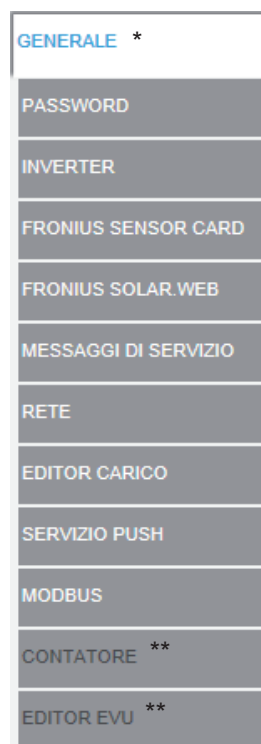 GENERALE *
PASSWORD
INVERTER
FRONIUS SENSOR CARD
FRONIUS SOLAR.WEB
MESSAGGI DI SERVIZIO
RETE
EDITOR CARICO
SERVIZIO PUSH
MODBUS
CONTATORE **
EDITOR EVU **